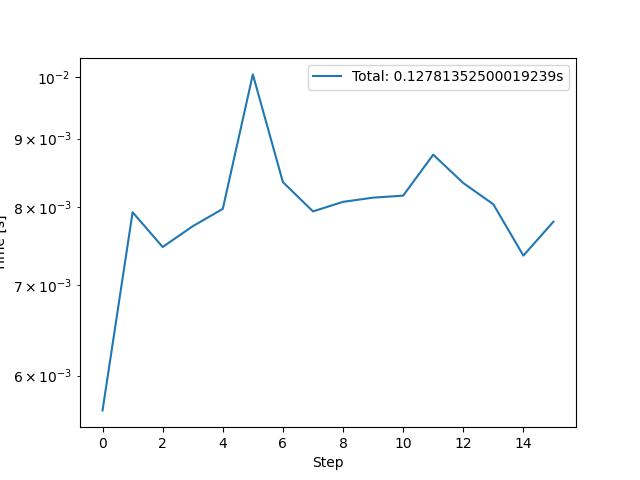 Total: 0.12781352500019239s
10⁻²
9 × 10⁻³
8 × 10⁻³
7 × 10⁻³
6 × 10⁻³
[s]
0 2 4 6 8 10 12 14
Step